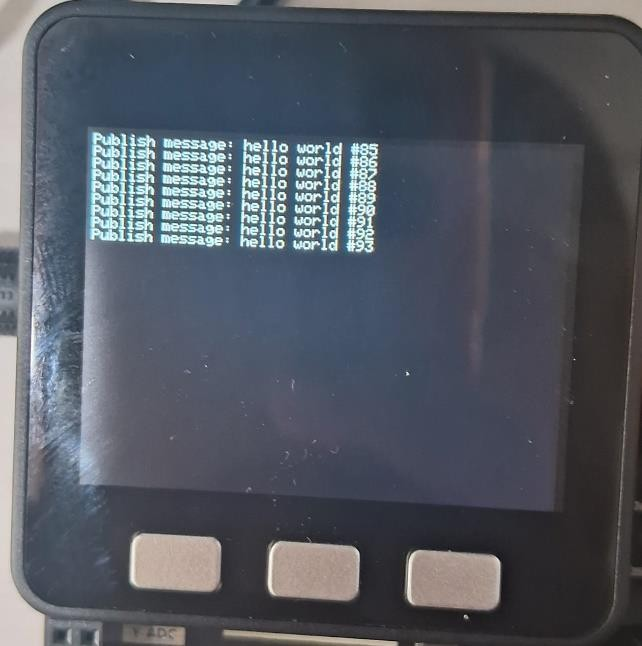 Publish message: hello world #85
Publish message: hello world #86
Publish message: hello world #87
Publish message: hello world #88
Publish message: hello world #89
Publish message: hello world #90
Publish message: hello world #91
Publish message: hello world #92
Publish message: hello world #93
ADC